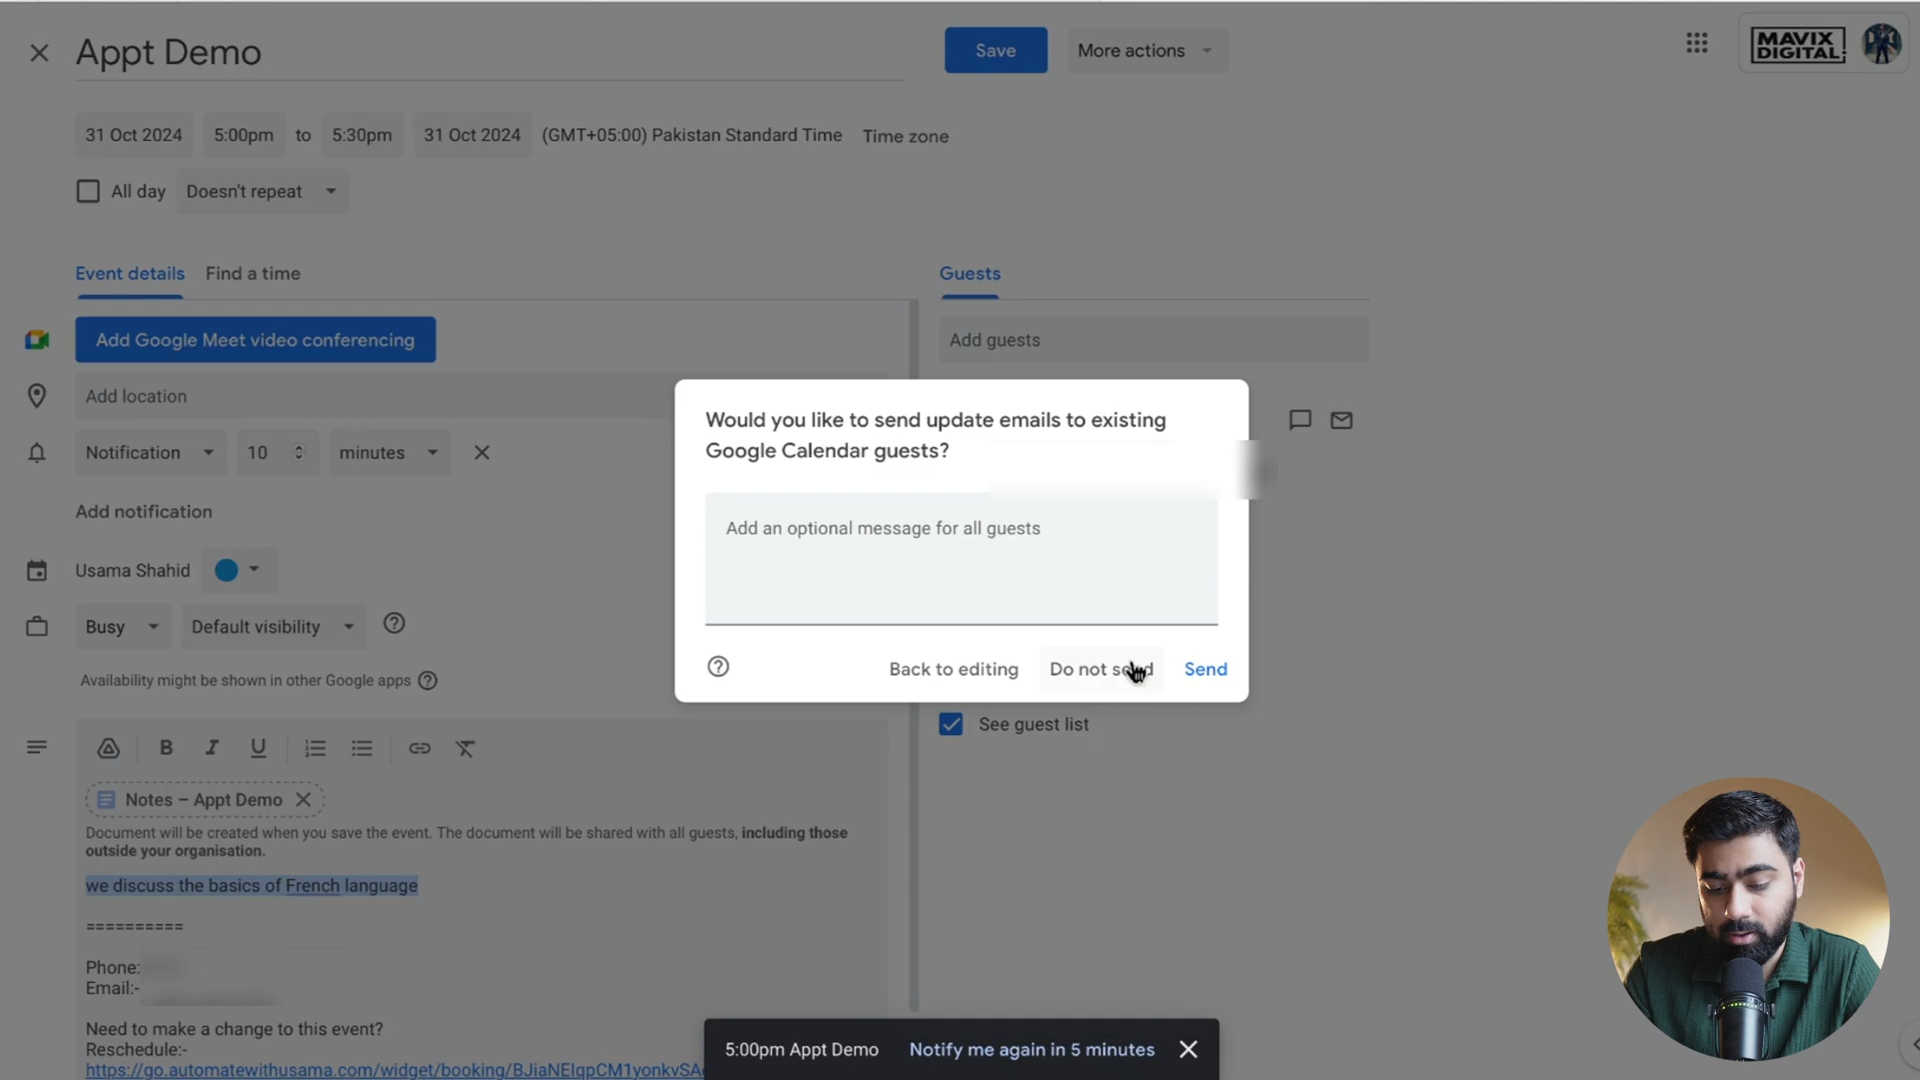 Appt Demo
Save
More actions
MAVIX
DIGITAL.
31 Oct 2024
5:00pm
to
5:30pm
31 Oct 2024
(GMT+05:00) Pakistan Standard Time
Time zone
All day
Doesn't repeat
Event details
Find a time
Guests
Add Google Meet video conferencing
Add guests
Add location
Notification
10
minutes
Add notification
Would you like to send update emails to existing
Google Calendar guests?
Add an optional message for all guests
Back to editing
Do not send
Send
Usama Shahid
Busy
Default visibility
Availability might be shown in other Google apps
See guest list
B I U
Notes – Appt Demo
Document will be created when you save the event. The document will be shared with all guests, including those
outside your organisation.
we discuss the basics of French language
==========
Phone:
Email:-
Need to make a change to this event?
Reschedule:-
https://go.automatewithusama.com/widget/booking/BJiaNEIqpCM1yonkvSA
5:00pm Appt Demo
Notify me again in 5 minutes